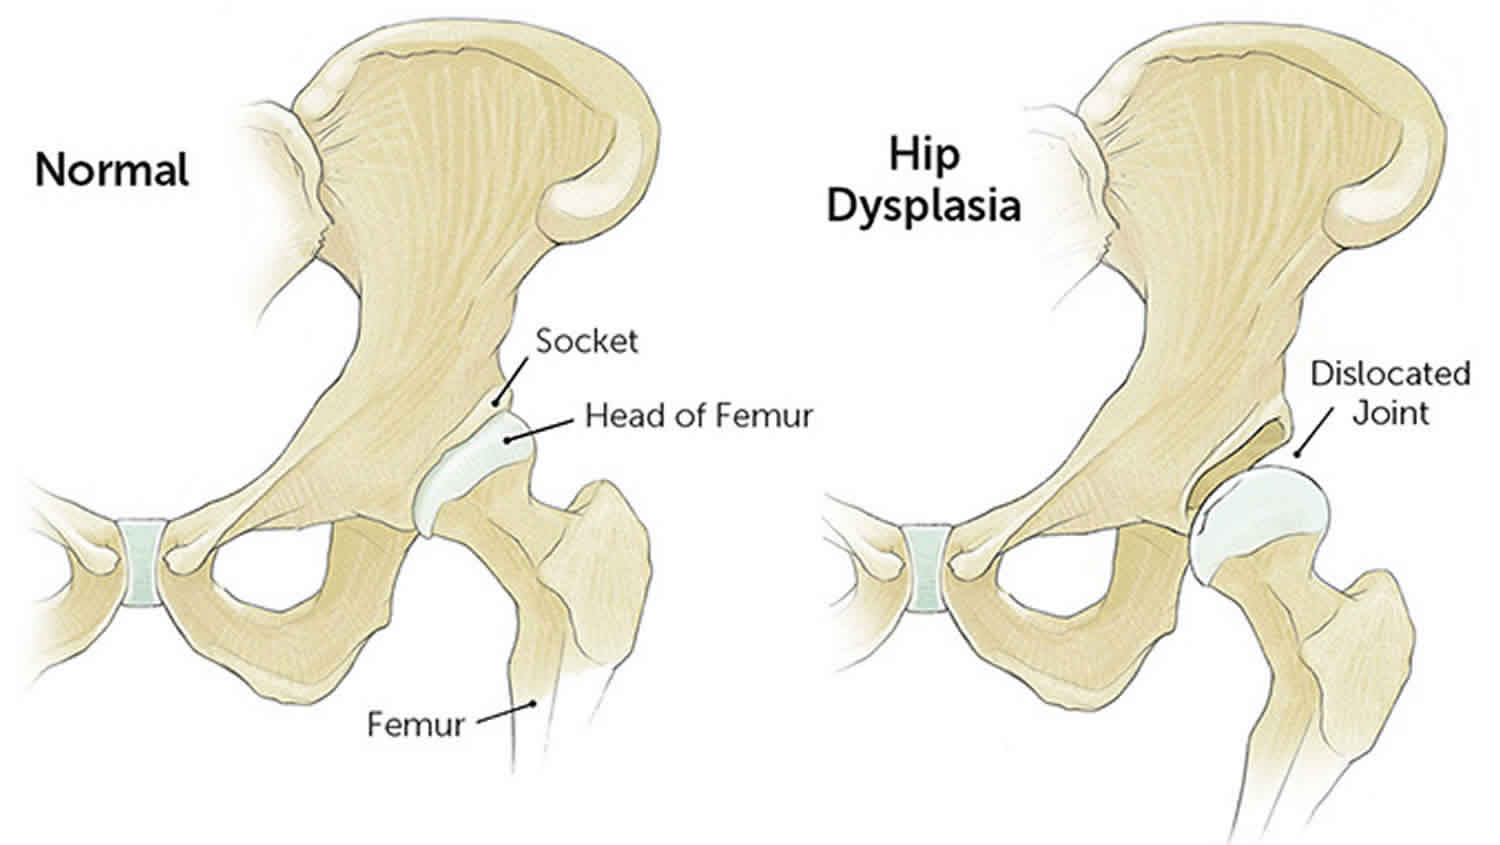 Normal
Socket
Head of Femur
Femur
Hip
Dysplasia
Dislocated
Joint